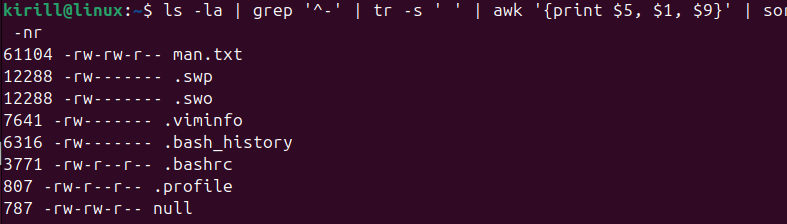 kirill@linux:~$ ls -la | grep '^-' | tr -s ' ' | awk '{print $5, $1, $9}' | sor
-nr
61104 -rw-rw-r-- man.txt
12288 -rw------- .swp
12288 -rw------- .swo
7641 -rw------- .viminfo
6316 -rw------- .bash_history
3771 -rw-r--r-- .bashrc
807 -rw-r--r-- .profile
787 -rw-rw-r-- null